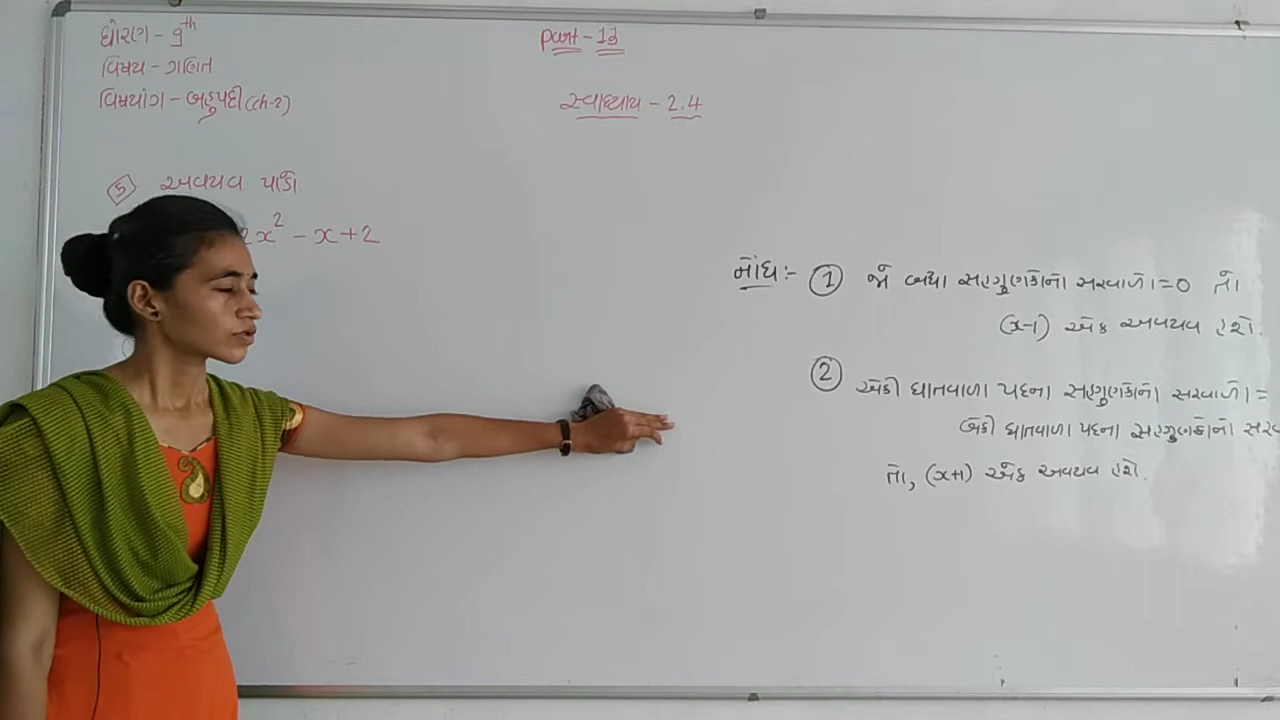 ધોરણ - 9th
વિષય - ગણિત
વિષયાંગ - બહુપદી (ch-2)
part - 13
સ્વાધ્યાય - 2.4
5 અવયવ પાડો
2x² - x + 2
નોંધ :- 1 જો બધા સહગુણકોનો સરવાળો = 0 તો
(x-1) એક અવયવ હશે.
2 એકી ઘાતવાળા પદના સહગુણકોનો સરવાળો =
બેકી ઘાતવાળા પદના સહગુણકોનો સરવ
તો, (x+1) એક અવયવ હશે.